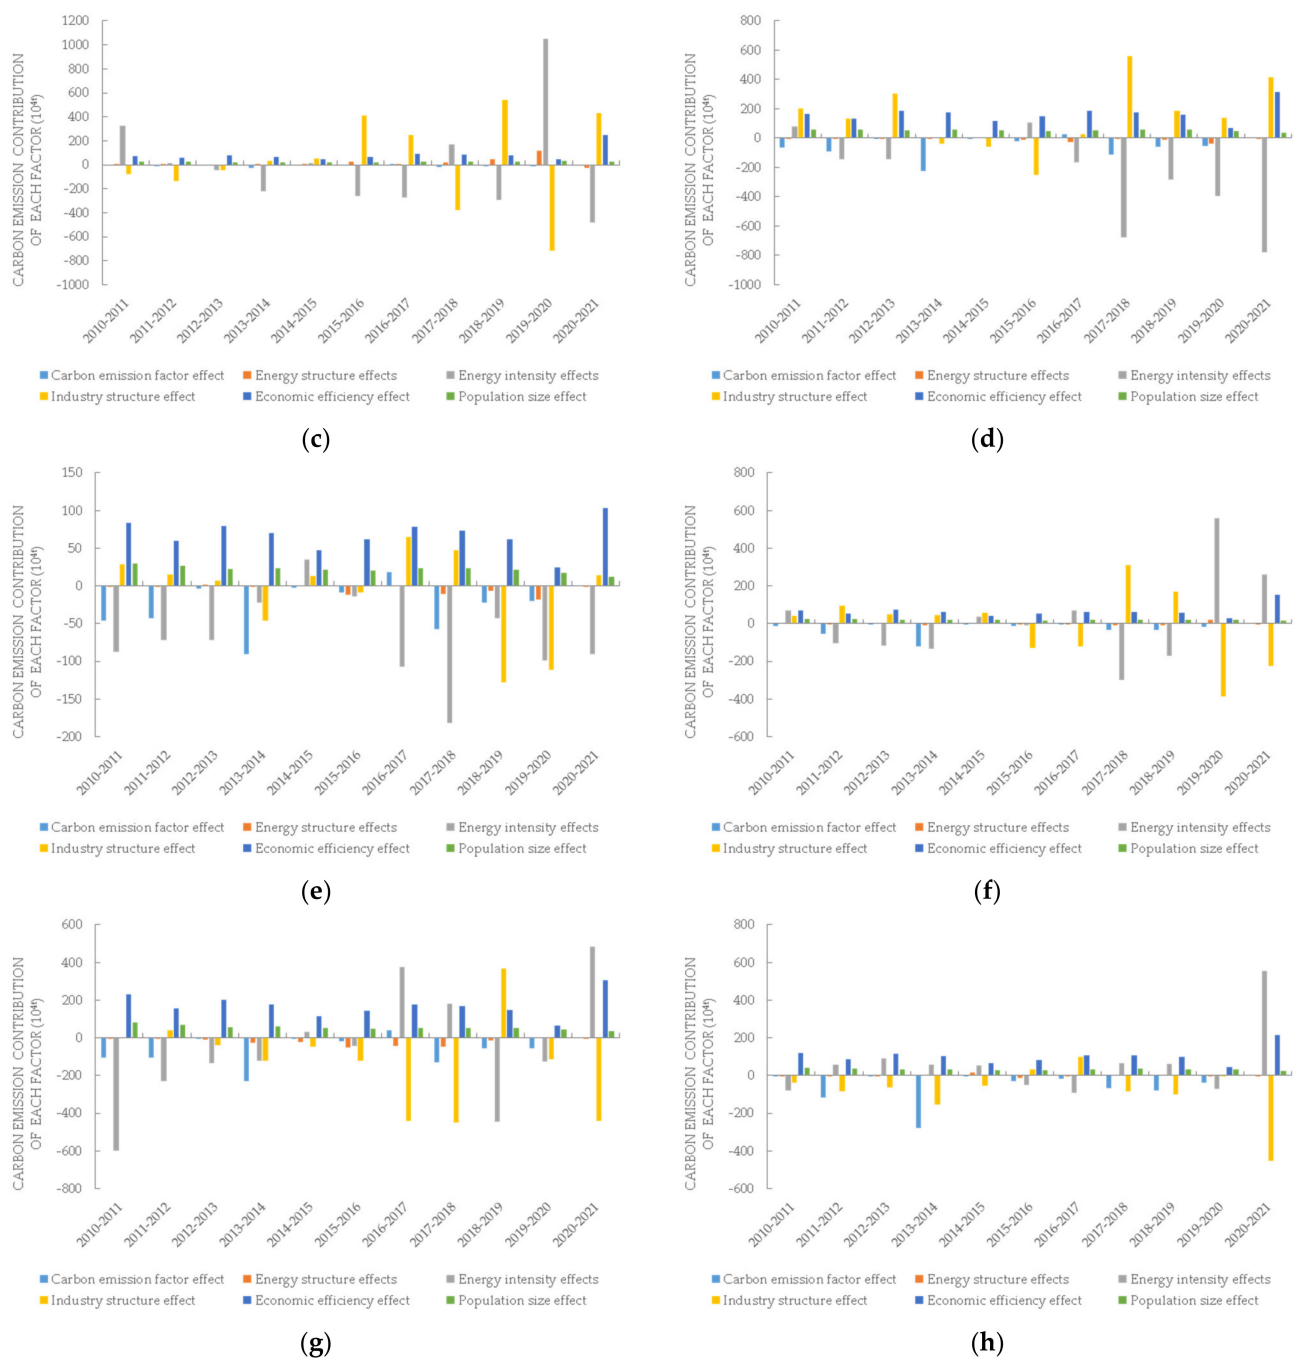 CARBON EMISSION CONTRIBUTION
OF EACH FACTOR (10⁴ᵗ)
1200
1000
800
600
400
200
0
-200
-400
-600
-800
-1000
2010-2011
2011-2012
2012-2013
2013-2014
2014-2015
2015-2016
2016-2017
2017-2018
2018-2019
2019-2020
2020-2021
Carbon emission factor effect
Energy structure effects
Energy intensity effects
Industry structure effect
Economic efficiency effect
Population size effect
(c)
CARBON EMISSION CONTRIBUTION
OF EACH FACTOR (10⁴ᵗ)
800
600
400
200
0
-200
-400
-600
-800
-1000
2010-2011
2011-2012
2012-2013
2013-2014
2014-2015
2015-2016
2016-2017
2017-2018
2018-2019
2019-2020
2020-2021
Carbon emission factor effect
Energy structure effects
Energy intensity effects
Industry structure effect
Economic efficiency effect
Population size effect
(d)
CARBON EMISSION CONTRIBUTION
OF EACH FACTOR (10⁴ᵗ)
150
100
50
0
-50
-100
-150
-200
2010-2011
2011-2012
2012-2013
2013-2014
2014-2015
2015-2016
2016-2017
2017-2018
2018-2019
2019-2020
2020-2021
Carbon emission factor effect
Energy structure effects
Energy intensity effects
Industry structure effect
Economic efficiency effect
Population size effect
(e)
CARBON EMISSION CONTRIBUTION
OF EACH FACTOR (10⁴ᵗ)
800
600
400
200
0
-200
-400
-600
2010-2011
2011-2012
2012-2013
2013-2014
2014-2015
2015-2016
2016-2017
2017-2018
2018-2019
2019-2020
2020-2021
Carbon emission factor effect
Energy structure effects
Energy intensity effects
Industry structure effect
Economic efficiency effect
Population size effect
(f)
CARBON EMISSION CONTRIBUTION
OF EACH FACTOR (10⁴ᵗ)
600
400
200
0
-200
-400
-600
-800
2010-2011
2011-2012
2012-2013
2013-2014
2014-2015
2015-2016
2016-2017
2017-2018
2018-2019
2019-2020
2020-2021
Carbon emission factor effect
Energy structure effects
Energy intensity effects
Industry structure effect
Economic efficiency effect
Population size effect
(g)
CARBON EMISSION CONTRIBUTION
OF EACH FACTOR (10⁴ᵗ)
800
600
400
200
0
-200
-400
-600
2010-2011
2011-2012
2012-2013
2013-2014
2014-2015
2015-2016
2016-2017
2017-2018
2018-2019
2019-2020
2020-2021
Carbon emission factor effect
Energy structure effects
Energy intensity effects
Industry structure effect
Economic efficiency effect
Population size effect
(h)